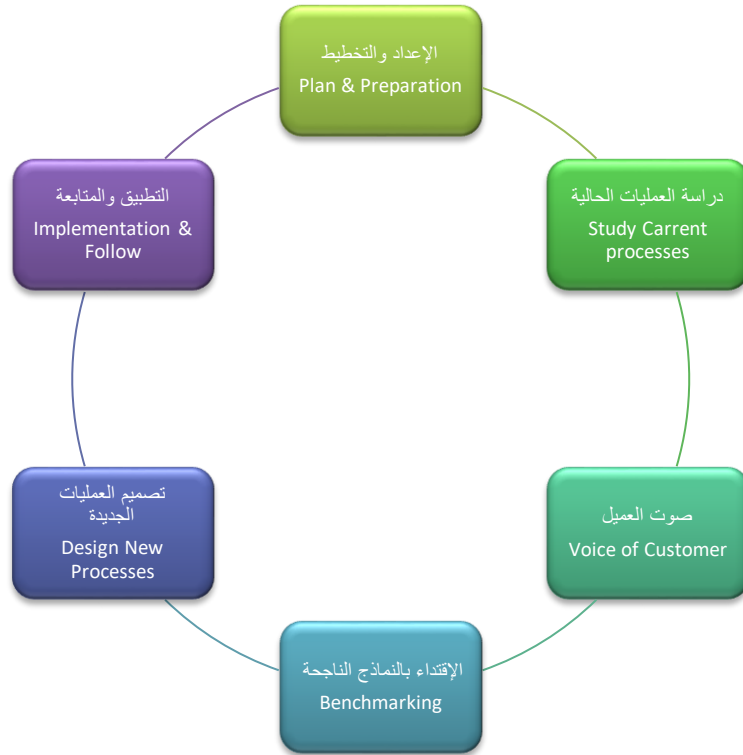 الإعداد والتخطيط
Plan & Preparation
دراسة العمليات الحالية
Study Carrent
processes
صوت العميل
Voice of Customer
الإقتداء بالنماذج الناجحة
Benchmarking
تصميم العمليات
الجديدة
Design New
Processes
التطبيق والمتابعة
Implementation &
Follow